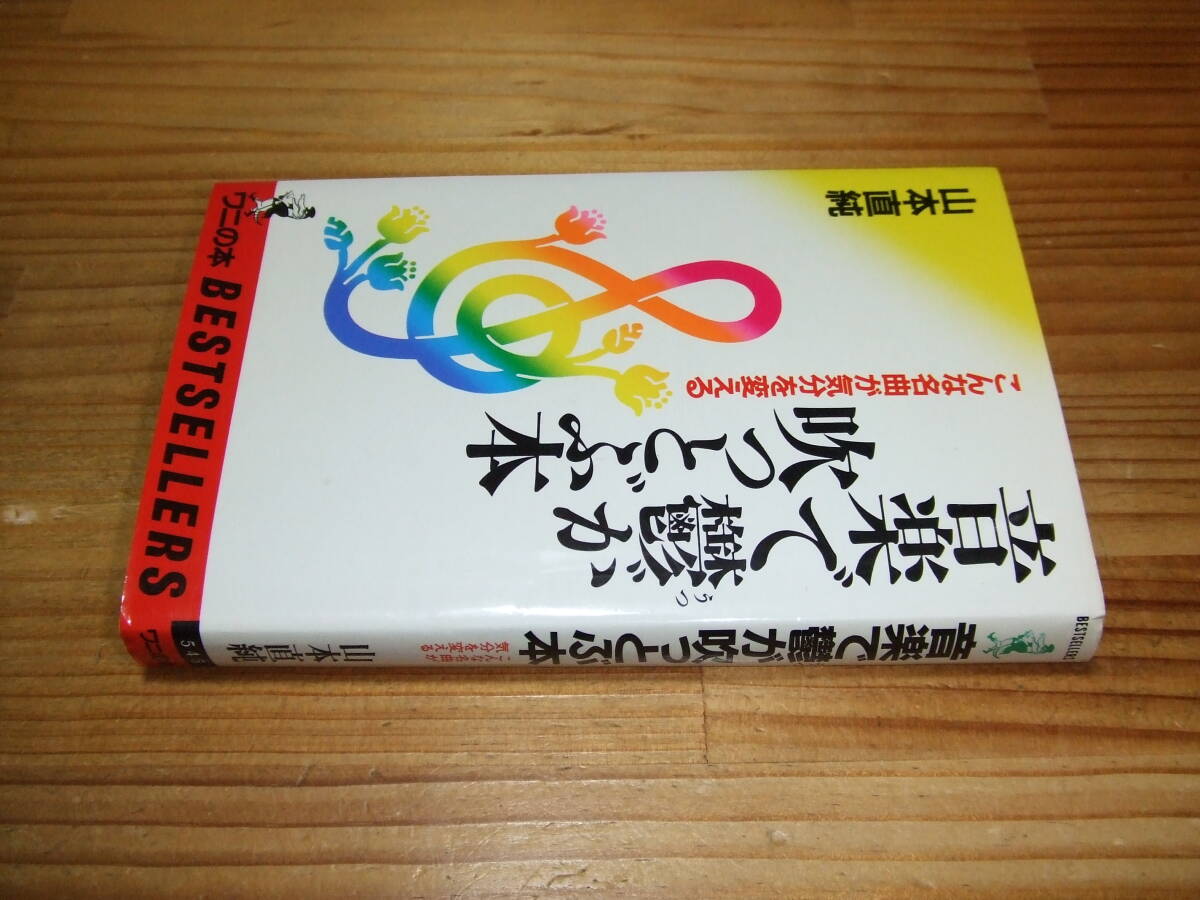 音楽で鬱が
うつ
吹っとぶ本
こんな名曲が気分を変える
山本直純
ワニの本 BESTSELLERS
BESTSELLERS
音楽で鬱が吹っとぶ本
こんな名曲が
気分を変える
山本直純